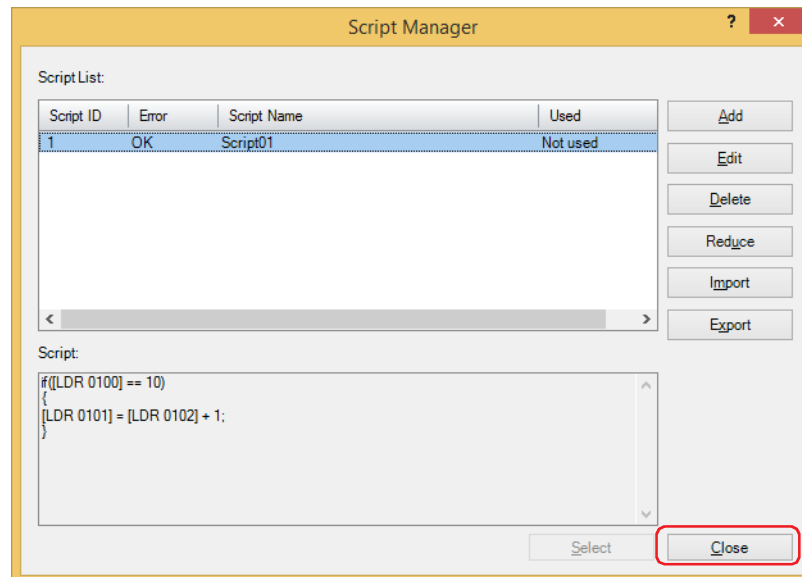 Script Manager
?
Script List:
Script ID Error Script Name Used
1 OK Script01 Not used
Add
Edit
Delete
Reduce
Import
Export
Script:
if([LDR 0100] == 10)
{
[LDR 0101] = [LDR 0102] + 1;
}
Select Close